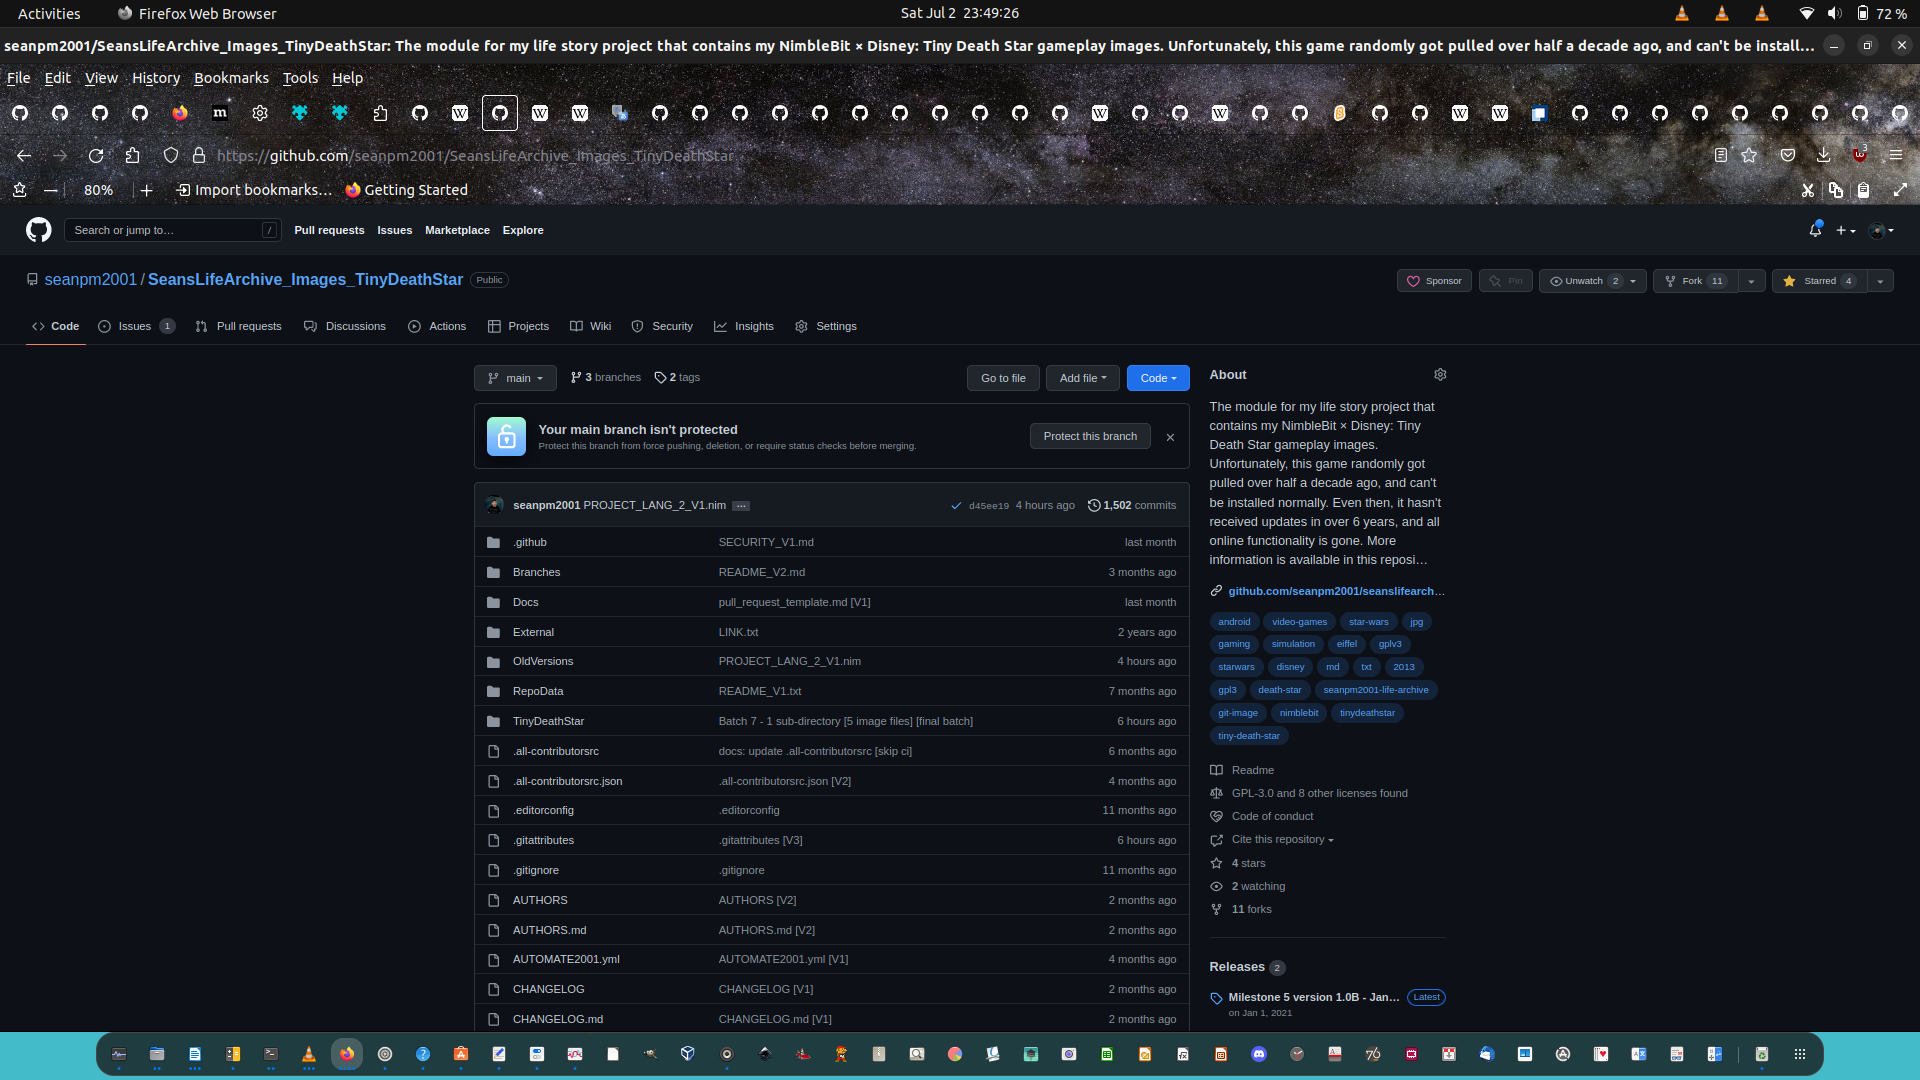 Activities
Firefox Web Browser
Sat Jul 2 23:49:26
72 %
seanpm2001/SeansLifeArchive_Images_TinyDeathStar: The module for my life story project that contains my NimbleBit × Disney: Tiny Death Star gameplay images. Unfortunately, this game randomly got pulled over half a decade ago, and can't be install…
File Edit View History Bookmarks Tools Help
https://github.com/seanpm2001/SeansLifeArchive_Images_TinyDeathStar
3
80%
Import bookmarks…
Getting Started
Search or jump to…
/
Pull requests Issues Marketplace Explore
seanpm2001 / SeansLifeArchive_Images_TinyDeathStar
Public
Sponsor
Pin
Unwatch 2
Fork 11
Starred 4
Code
Issues 1
Pull requests
Discussions
Actions
Projects
Wiki
Security
Insights
Settings
main
3 branches
2 tags
Go to file
Add file
Code
Your main branch isn't protected
Protect this branch from force pushing, deletion, or require status checks before merging.
Protect this branch
seanpm2001 PROJECT_LANG_2_V1.nim …
d45ee19 4 hours ago
1,502 commits
.github SECURITY_V1.md last month
Branches README_V2.md 3 months ago
Docs pull_request_template.md [V1] last month
External LINK.txt 2 years ago
OldVersions PROJECT_LANG_2_V1.nim 4 hours ago
RepoData README_V1.txt 7 months ago
TinyDeathStar Batch 7 - 1 sub-directory [5 image files] [final batch] 6 hours ago
.all-contributorsrc docs: update .all-contributorsrc [skip ci] 6 months ago
.all-contributorsrc.json .all-contributorsrc.json [V2] 4 months ago
.editorconfig .editorconfig 11 months ago
.gitattributes .gitattributes [V3] 6 hours ago
.gitignore .gitignore 11 months ago
AUTHORS AUTHORS [V2] 2 months ago
AUTHORS.md AUTHORS.md [V2] 2 months ago
AUTOMATE2001.yml AUTOMATE2001.yml [V1] 4 months ago
CHANGELOG CHANGELOG [V1] 2 months ago
CHANGELOG.md CHANGELOG.md [V1] 2 months ago
About
The module for my life story project that
contains my NimbleBit × Disney: Tiny
Death Star gameplay images.
Unfortunately, this game randomly got
pulled over half a decade ago, and can't
be installed normally. Even then, it hasn't
received updates in over 6 years, and all
online functionality is gone. More
information is available in this reposi…
github.com/seanpm2001/seanslifearch…
android video-games star-wars jpg
gaming simulation eiffel gplv3
starwars disney md txt 2013
gpl3 death-star seanpm2001-life-archive
git-image nimblebit tinydeathstar
tiny-death-star
Readme
GPL-3.0 and 8 other licenses found
Code of conduct
Cite this repository
4 stars
2 watching
11 forks
Releases 2
Milestone 5 version 1.0B - Jan…
Latest
on Jan 1, 2021